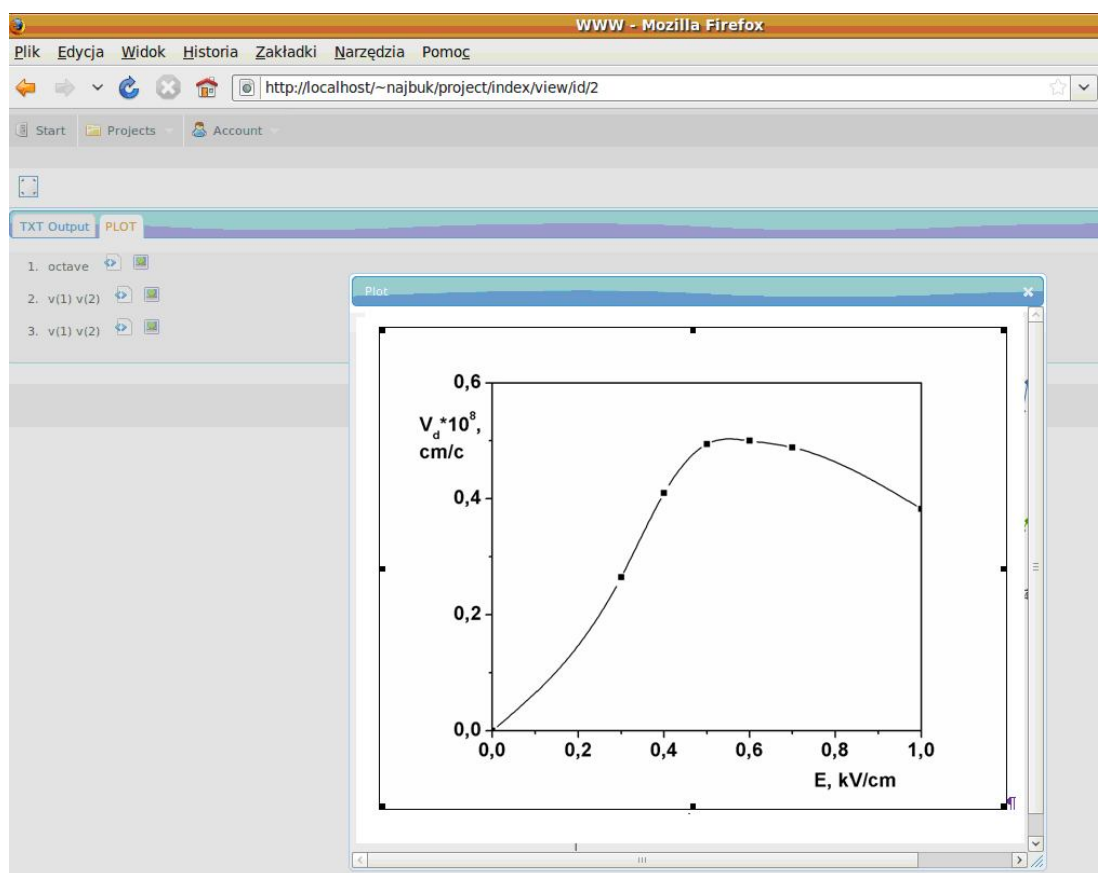 WWW - Mozilla Firefox
Plik Edycja Widok Historia Zakładki Narzędzia Pomoc
http://localhost/~najbuk/project/index/view/id/2
Start Projects Account
TXT Output PLOT
1. octave
2. v(1) v(2)
3. v(1) v(2)
Plot
0,6
V_d*10^8,
cm/c
0,4
0,2
0,0
0,0 0,2 0,4 0,6 0,8 1,0
E, kV/cm
¶